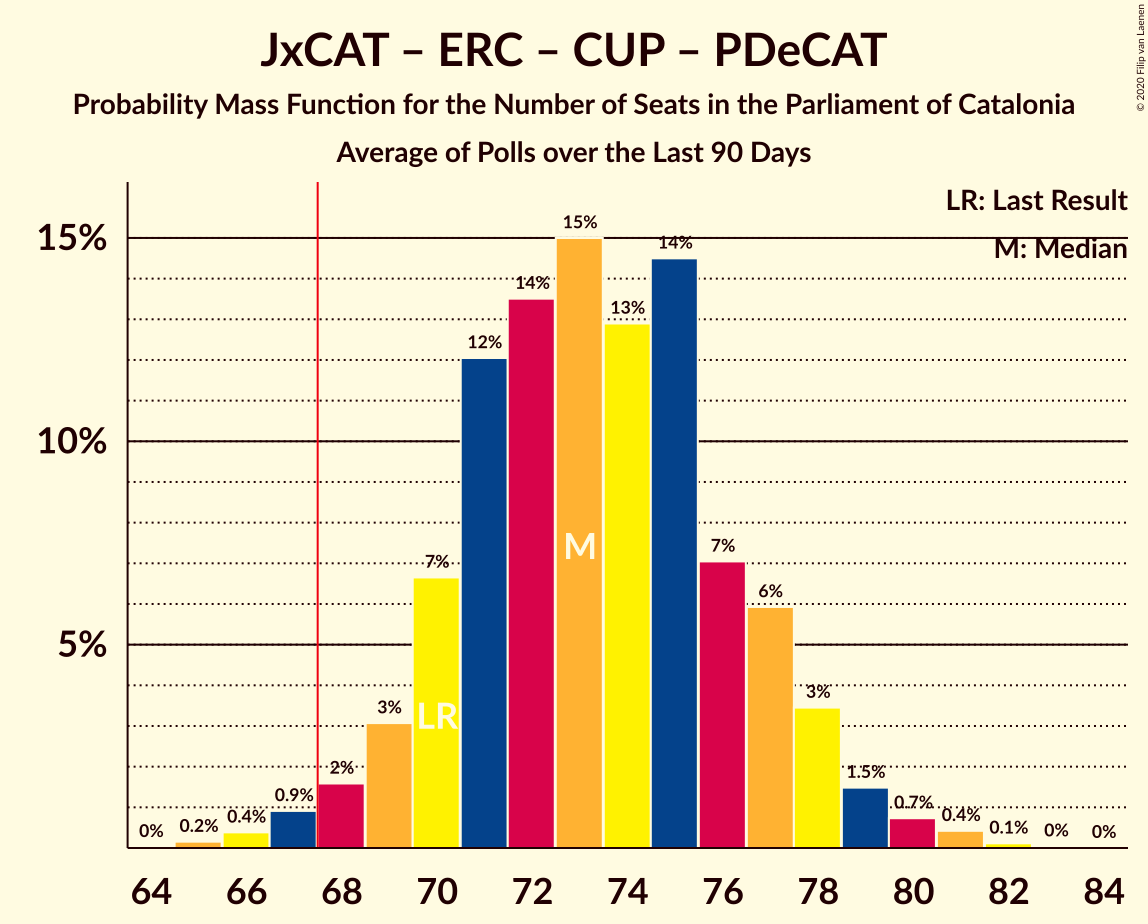 JxCAT – ERC – CUP – PDeCAT
Probability Mass Function for the Number of Seats in the Parliament of Catalonia
Average of Polls over the Last 90 Days
© 2020 Filip van Laenen
LR: Last Result
M: Median
15%
10%
5%
0%
0.2%
0.4%
0.9%
2%
3%
7%
12%
14%
15%
13%
14%
7%
6%
3%
1.5%
0.7%
0.4%
0.1%
0%
0%
LR
M
64 66 68 70 72 74 76 78 80 82 84